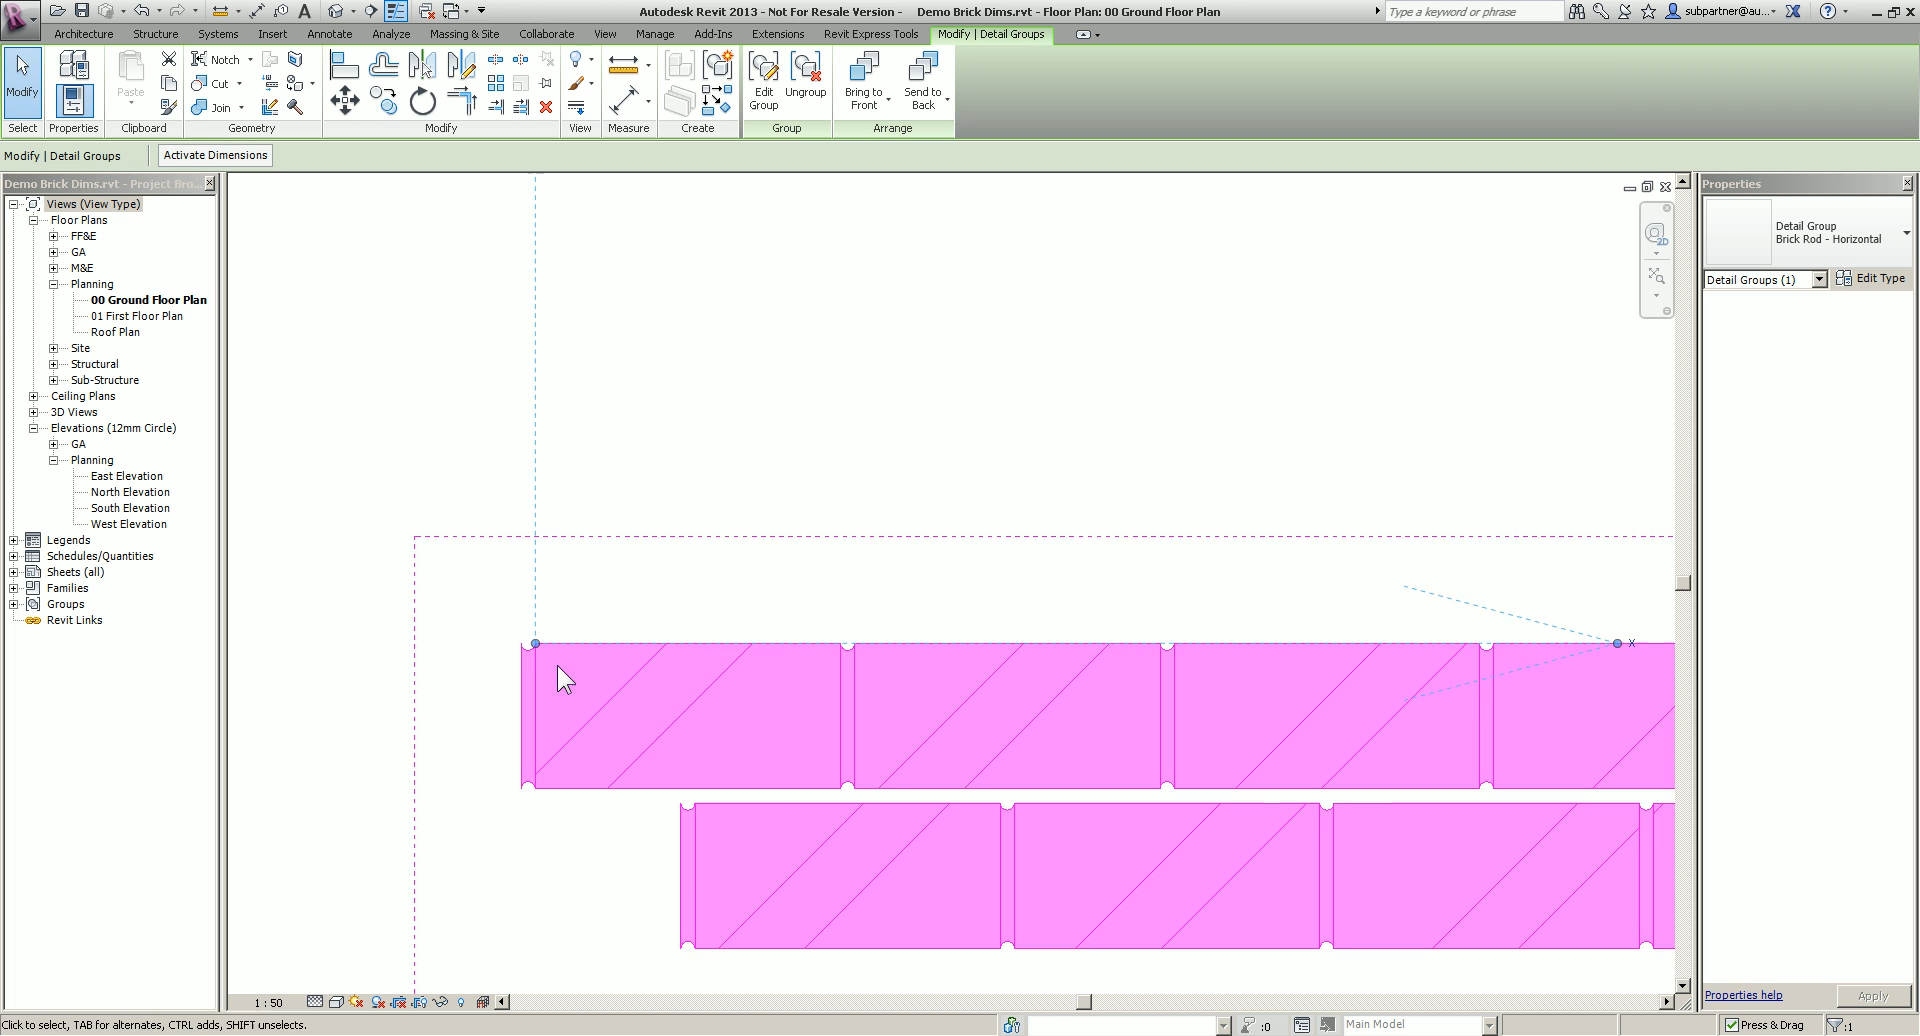 Autodesk Revit 2013 - Not For Resale Version - Demo Brick Dims.rvt - Floor Plan: 00 Ground Floor Plan
Type a keyword or phrase
subpartner@au...
Architecture Structure Systems Insert Annotate Analyze Massing & Site Collaborate View Manage Add-Ins Extensions Revit Express Tools Modify | Detail Groups
Modify
Paste
Notch
Cut
Join
Edit Group
Ungroup
Bring to Front
Send to Back
Select Properties Clipboard Geometry Modify View Measure Create Group Arrange
Modify | Detail Groups
Activate Dimensions
Demo Brick Dims.rvt - Project Bro...
Views (View Type)
Floor Plans
FF&E
GA
M&E
Planning
00 Ground Floor Plan
01 First Floor Plan
Roof Plan
Site
Structural
Sub-Structure
Ceiling Plans
3D Views
Elevations (12mm Circle)
GA
Planning
East Elevation
North Elevation
South Elevation
West Elevation
Legends
Schedules/Quantities
Sheets (all)
Families
Groups
Revit Links
2D
X
Properties
Detail Group
Brick Rod - Horizontal
Detail Groups (1)
Edit Type
Properties help
Apply
1 : 50
Click to select, TAB for alternates, CTRL adds, SHIFT unselects.
:0
Main Model
Press & Drag
:1